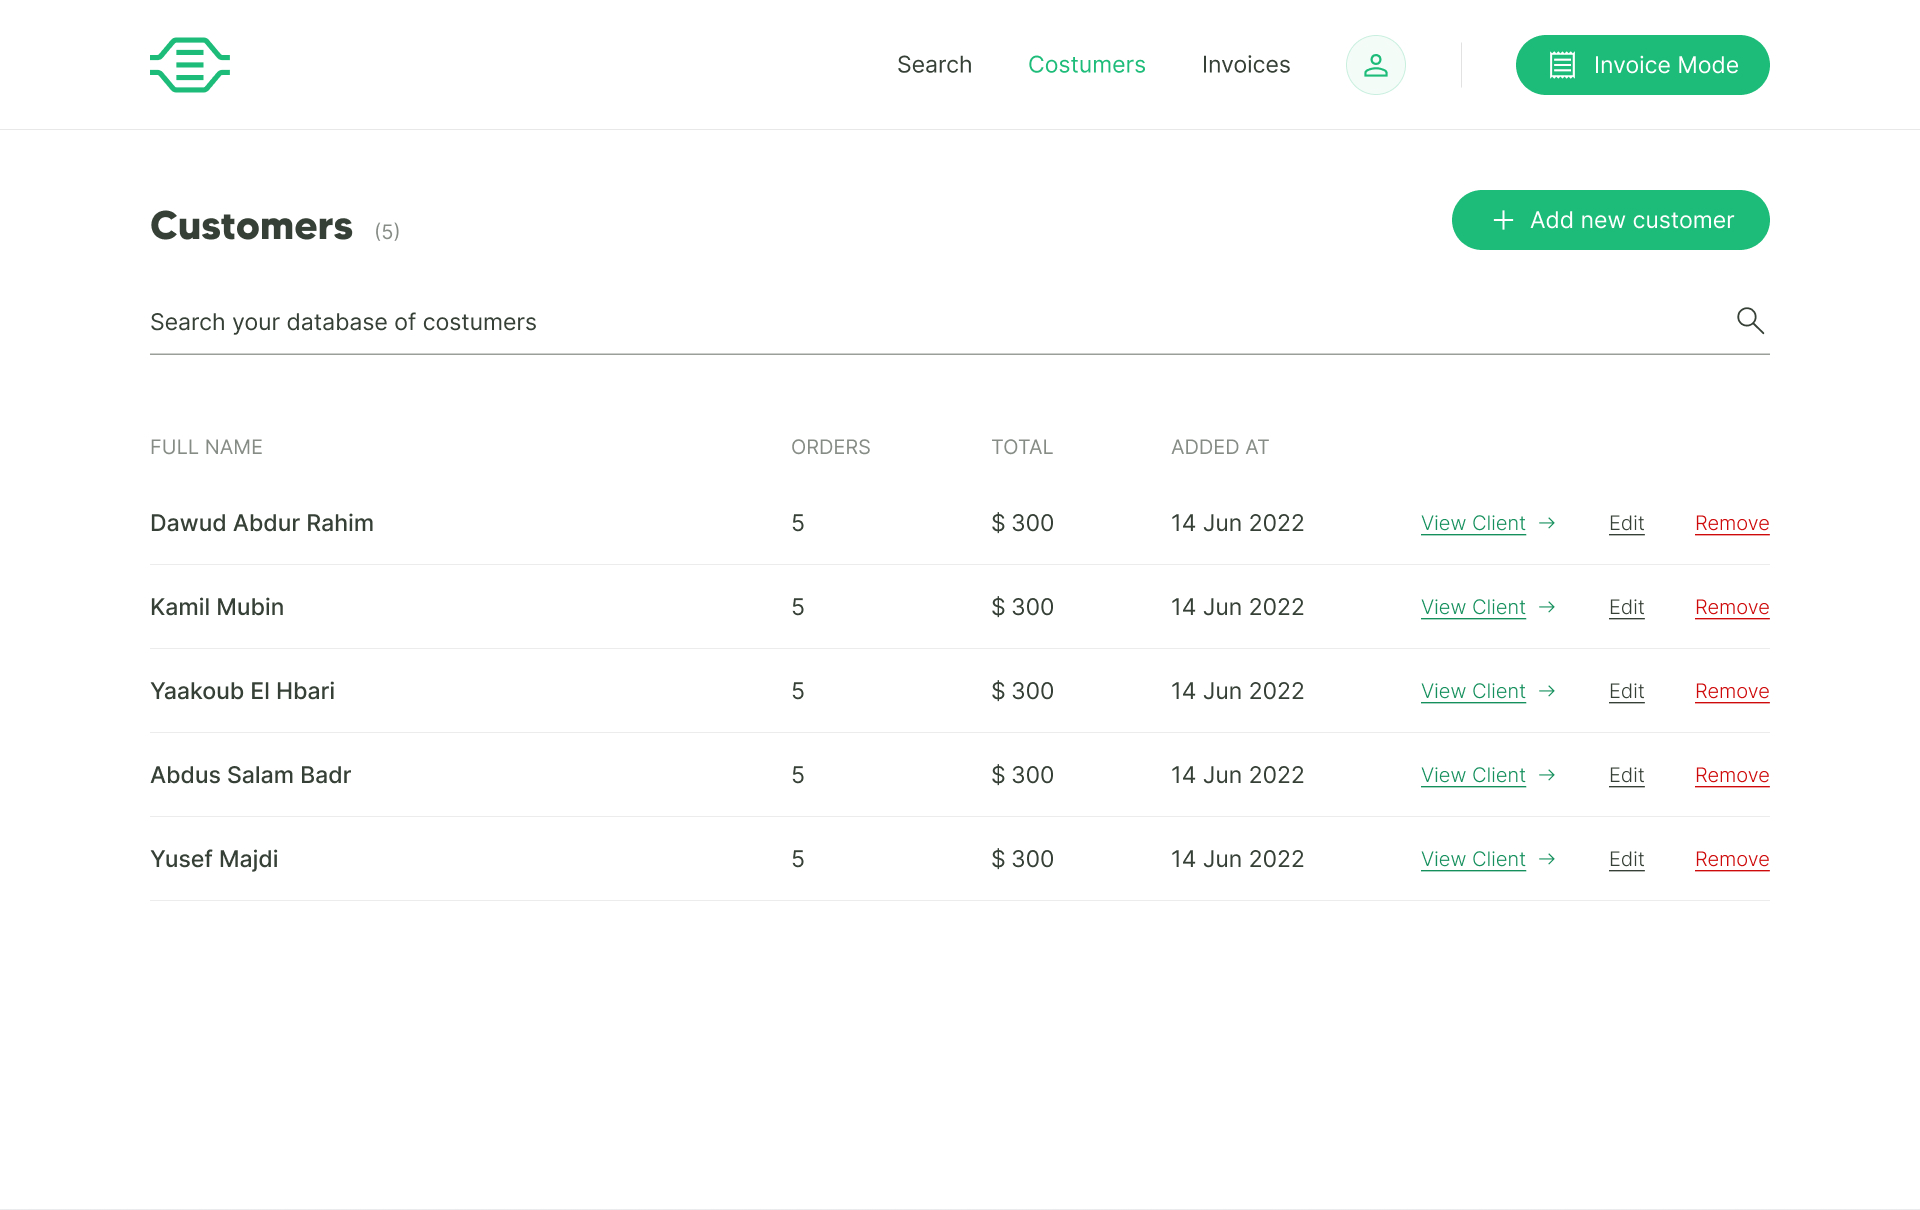 Search Costumers Invoices Invoice Mode
Customers (5) Add new customer
Search your database of costumers
FULL NAME ORDERS TOTAL ADDED AT
Dawud Abdur Rahim 5 $ 300 14 Jun 2022 View Client → Edit Remove
Kamil Mubin 5 $ 300 14 Jun 2022 View Client → Edit Remove
Yaakoub El Hbari 5 $ 300 14 Jun 2022 View Client → Edit Remove
Abdus Salam Badr 5 $ 300 14 Jun 2022 View Client → Edit Remove
Yusef Majdi 5 $ 300 14 Jun 2022 View Client → Edit Remove